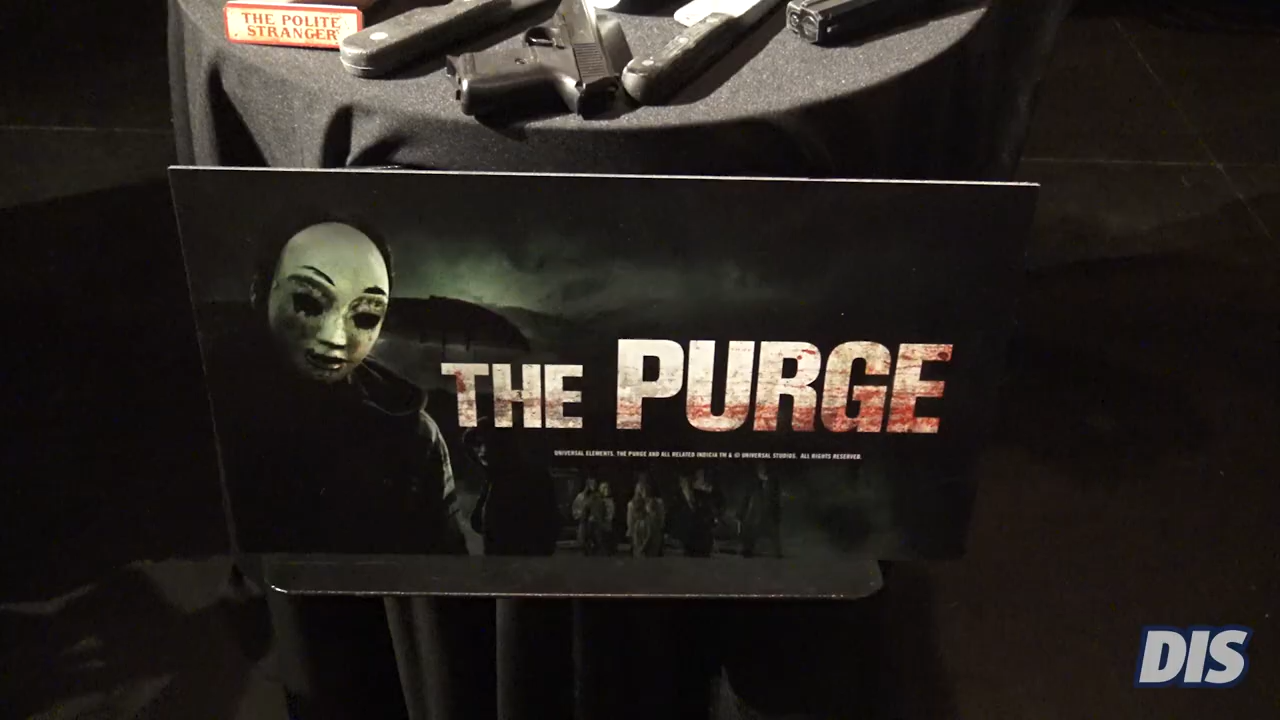 THE POLITE
STRANGER
THE PURGE
UNIVERSAL ELEMENTS, THE PURGE AND ALL RELATED INDICIA TM & © UNIVERSAL STUDIOS. ALL RIGHTS RESERVED.
DIS